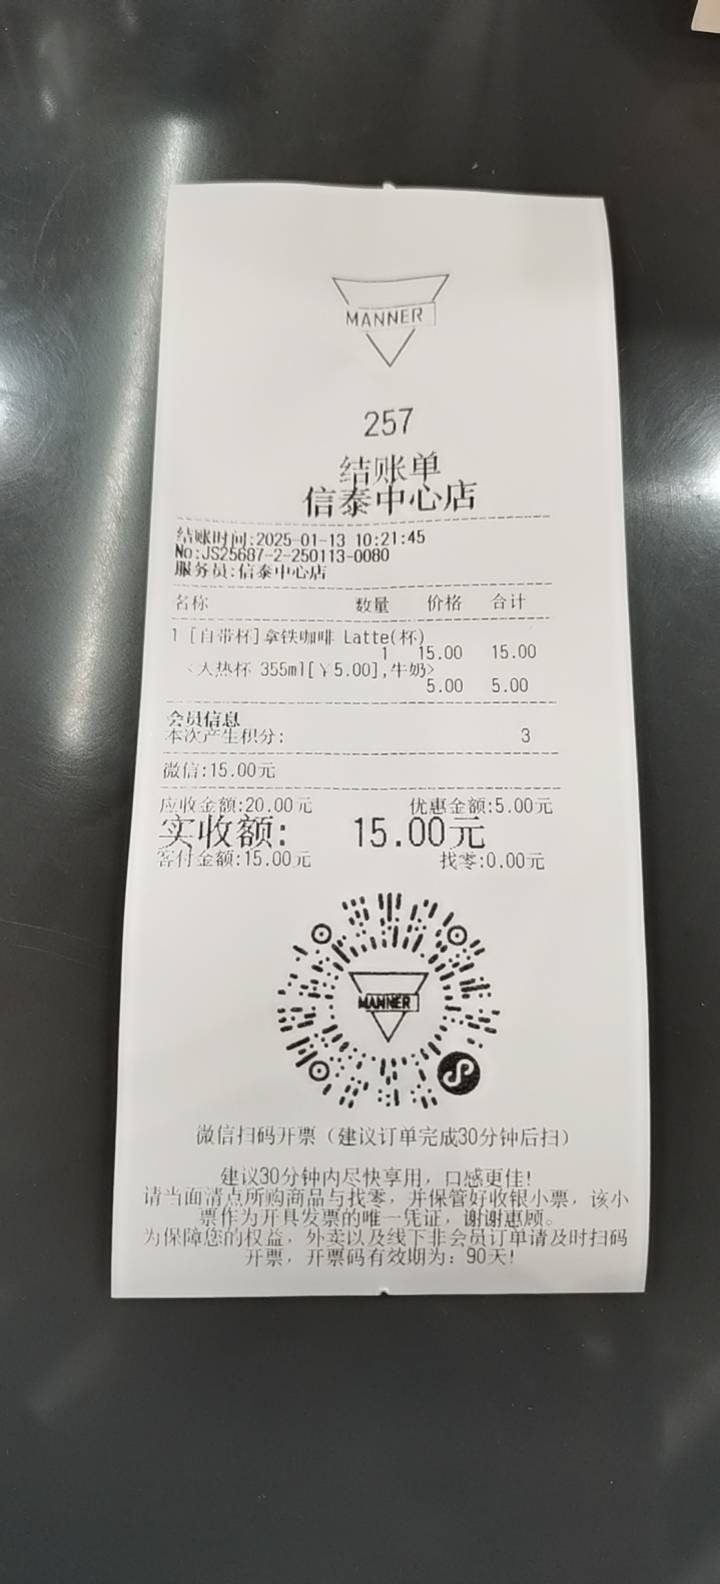 MANNER
257
结账单
信泰中心店
结账时间:2025-01-13 10:21:45
No:JS25687-2-250113-0080
服务员:信泰中心店
名称 数量 价格 合计
1 [自带杯]拿铁咖啡 Latte(杯)
1 15.00 15.00
<大热杯 355ml[￥5.00],牛奶>
5.00 5.00
会员信息
本次产生积分: 3
微信:15.00元
应收金额:20.00元 优惠金额:5.00元
实收额: 15.00元
客付金额:15.00元 找零:0.00元
MANNER
微信扫码开票（建议订单完成30分钟后扫）
建议30分钟内尽快享用，口感更佳!
请当面清点所购商品与找零，并保管好收银小票，该小
票作为开具发票的唯一凭证，谢谢惠顾。
为保障您的权益，外卖以及线下非会员订单请及时扫码
开票，开票码有效期为：90天!